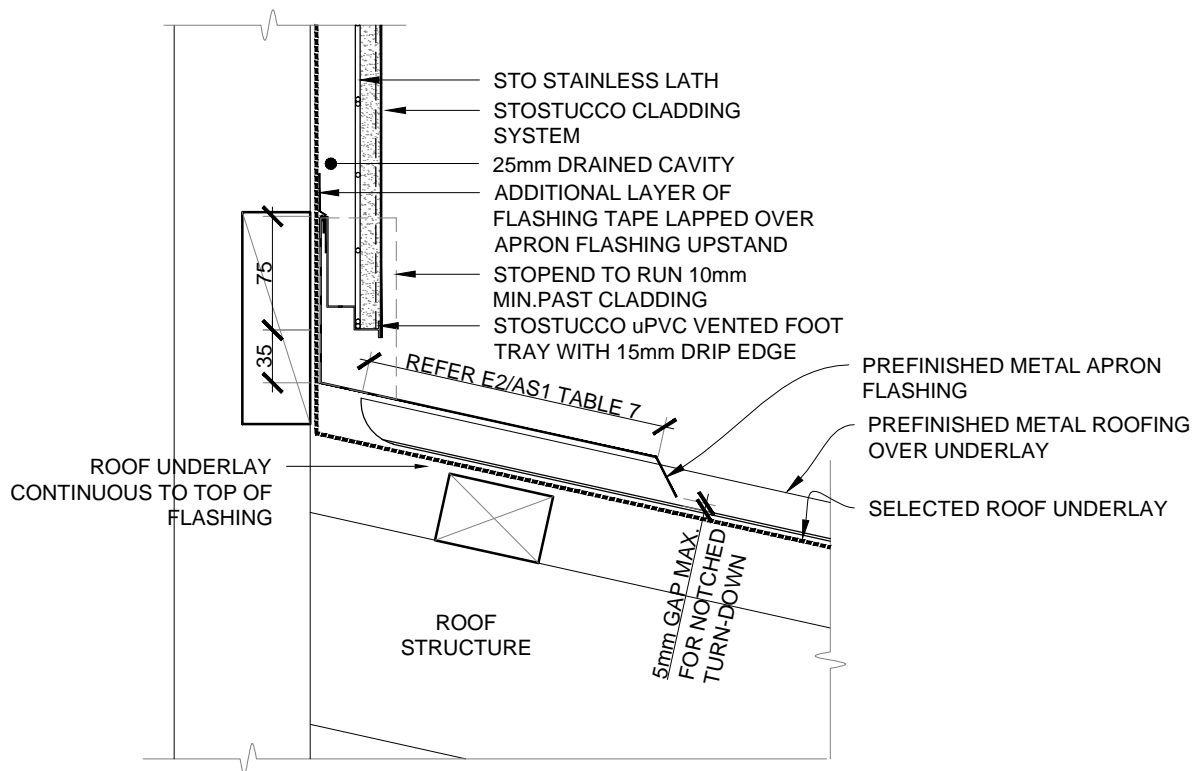 STO STAINLESS LATH
STOSTUCCO CLADDING
SYSTEM
25mm DRAINED CAVITY
ADDITIONAL LAYER OF
FLASHING TAPE LAPPED OVER
APRON FLASHING UPSTAND
STOPEND TO RUN 10mm
MIN.PAST CLADDING
STOSTUCCO uPVC VENTED FOOT
TRAY WITH 15mm DRIP EDGE
75
35
REFER E2/AS1 TABLE 7
PREFINISHED METAL APRON
FLASHING
PREFINISHED METAL ROOFING
OVER UNDERLAY
SELECTED ROOF UNDERLAY
ROOF UNDERLAY
CONTINUOUS TO TOP OF
FLASHING
5mm GAP MAX.
FOR NOTCHED
TURN-DOWN
ROOF
STRUCTURE